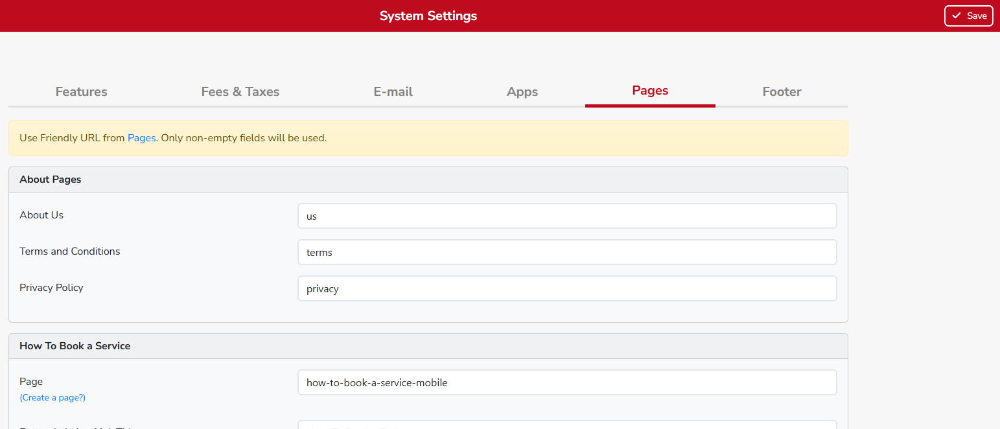 System Settings
Save
Features Fees & Taxes E-mail Apps Pages Footer
Use Friendly URL from Pages. Only non-empty fields will be used.
About Pages
About Us us
Terms and Conditions terms
Privacy Policy privacy
How To Book a Service
Page how-to-book-a-service-mobile
(Create a page?)